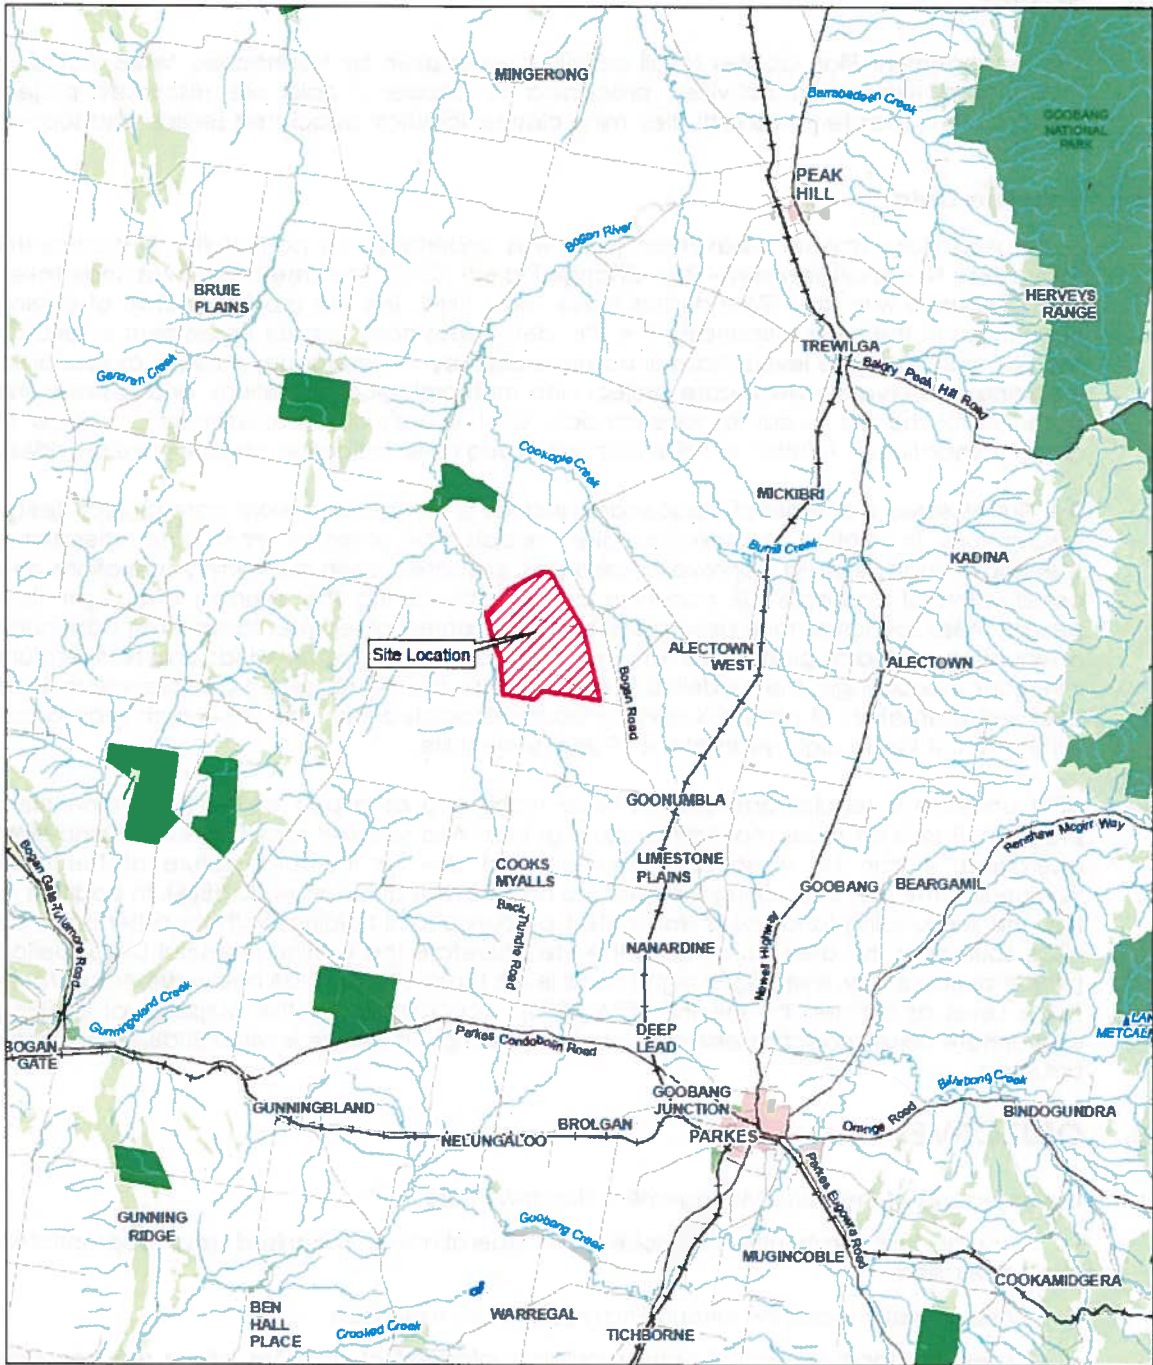 MINGERONG
Barrabadeen Creek
GOOBANG
NATIONAL
PARK
PEAK
HILL
Bogan River
BRUIE
PLAINS
HERVEYS
RANGE
TREWILGA
Genaren Creek
Baldry Peak Hill Road
Cookopie Creek
MICKIBRI
Burrill Creek
KADINA
Site Location
ALECTOWN
WEST
ALECTOWN
Bogan Road
GOONUMBLA
Renshaw Mcgirr Way
LIMESTONE
PLAINS
COOKS
MYALLS
GOOBANG
BEARGAMIL
Bogan Gate-Tullamore Road
Back
Trundle Road
NANARDINE
Newell Highway
Gunningbland Creek
DEEP
LEAD
Parkes Condobolin Road
BOGAN
GATE
Billabong Creek
GOOBANG
JUNCTION
GUNNINGBLAND
BINDOGUNDRA
BROLGAN
Orange Road
NELUNGALOO
PARKES
Parkes Eugowra Road
GUNNING
RIDGE
Goobang Creek
MUGINCOBLE
COOKAMIDGERA
BEN
HALL
PLACE
WARREGAL
Crooked Creek
TICHBORNE